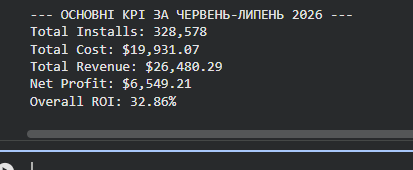 --- ОСНОВНІ KPI ЗА ЧЕРВЕНЬ-ЛИПЕНЬ 2026 ---
Total Installs: 328,578
Total Cost: $19,931.07
Total Revenue: $26,480.29
Net Profit: $6,549.21
Overall ROI: 32.86%